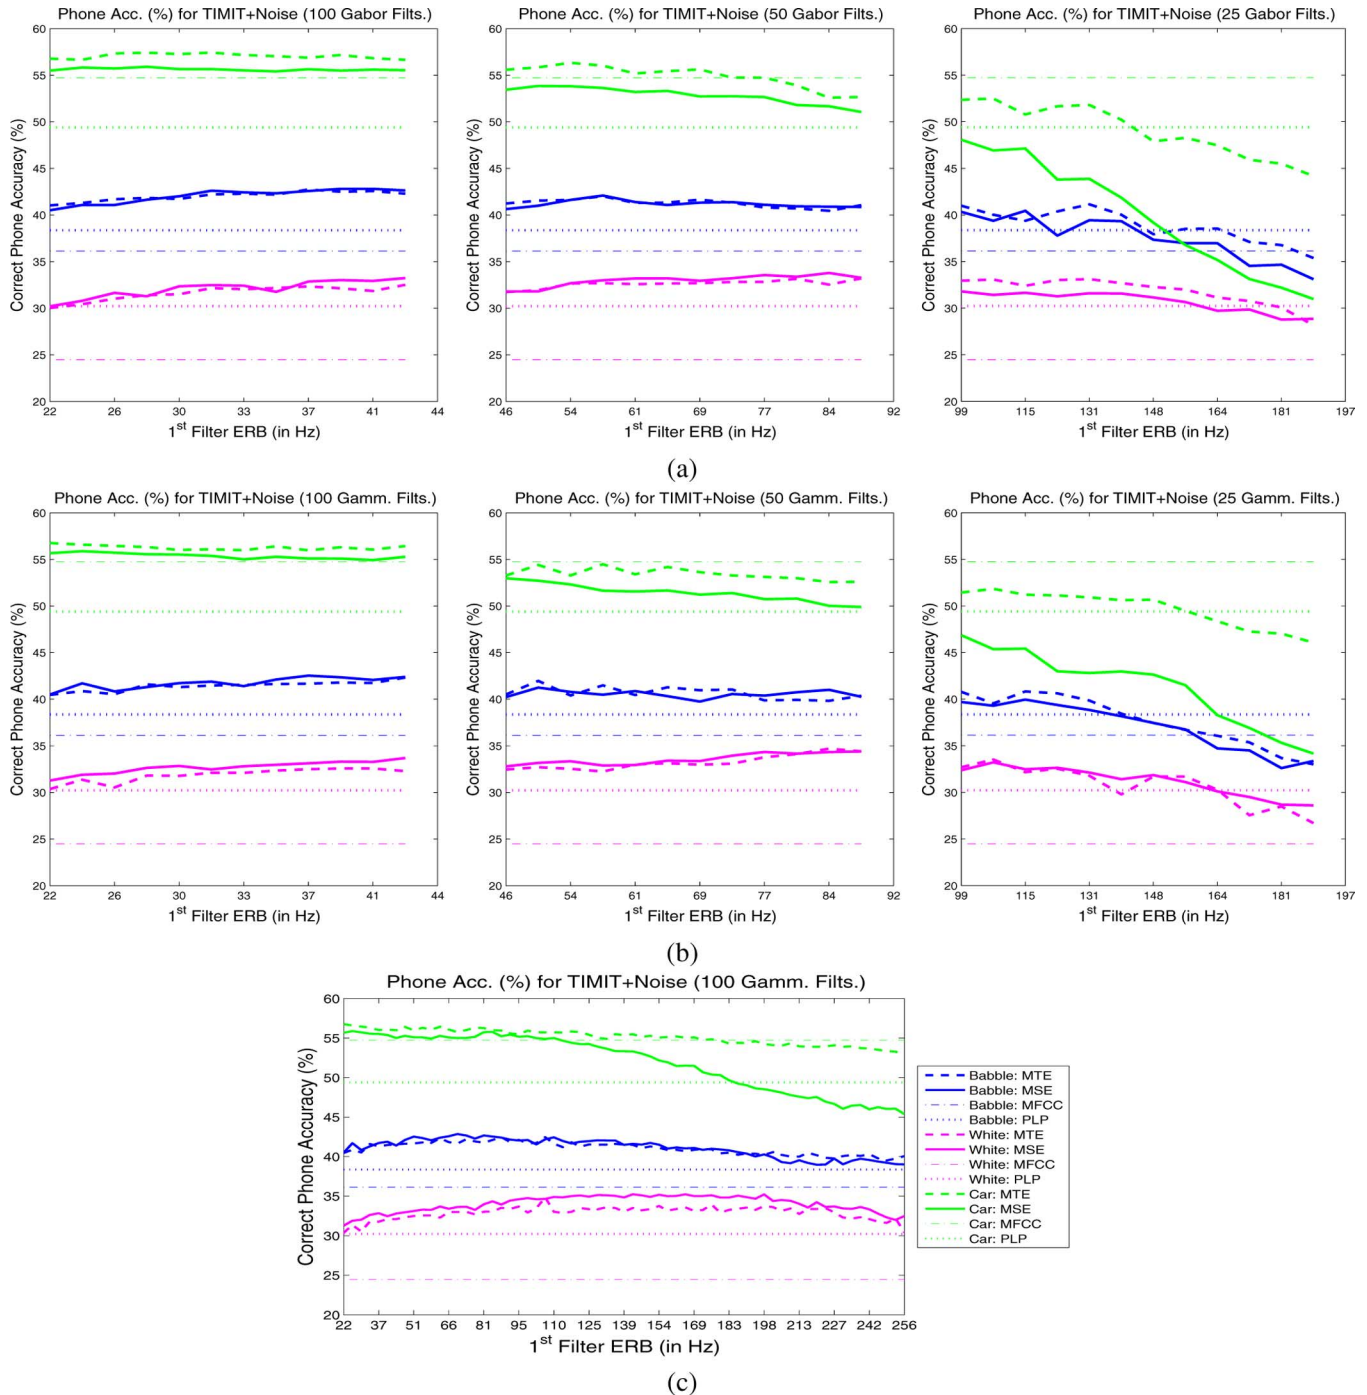 Phone Acc. (%) for TIMIT+Noise (100 Gabor Filts.)
60
55
50
45
40
35
30
25
20
Correct Phone Accuracy (%)
22 26 30 33 37 41 44
1st Filter ERB (in Hz)
Phone Acc. (%) for TIMIT+Noise (50 Gabor Filts.)
60
55
50
45
40
35
30
25
20
Correct Phone Accuracy (%)
46 54 61 69 77 84 92
1st Filter ERB (in Hz)
Phone Acc. (%) for TIMIT+Noise (25 Gabor Filts.)
60
55
50
45
40
35
30
25
20
Correct Phone Accuracy (%)
99 115 131 148 164 181 197
1st Filter ERB (in Hz)
(a)
Phone Acc. (%) for TIMIT+Noise (100 Gamm. Filts.)
60
55
50
45
40
35
30
25
20
Correct Phone Accuracy (%)
22 26 30 33 37 41 44
1st Filter ERB (in Hz)
Phone Acc. (%) for TIMIT+Noise (50 Gamm. Filts.)
60
55
50
45
40
35
30
25
20
Correct Phone Accuracy (%)
46 54 61 69 77 84 92
1st Filter ERB (in Hz)
Phone Acc. (%) for TIMIT+Noise (25 Gamm. Filts.)
60
55
50
45
40
35
30
25
20
Correct Phone Accuracy (%)
99 115 131 148 164 181 197
1st Filter ERB (in Hz)
(b)
Phone Acc. (%) for TIMIT+Noise (100 Gamm. Filts.)
60
55
50
45
40
35
30
25
20
Correct Phone Accuracy (%)
22 37 51 66 81 95 110 125 139 154 169 183 198 213 227 242 256
1st Filter ERB (in Hz)
Babble: MTE
Babble: MSE
Babble: MFCC
Babble: PLP
White: MTE
White: MSE
White: MFCC
White: PLP
Car: MTE
Car: MSE
Car: MFCC
Car: PLP
(c)